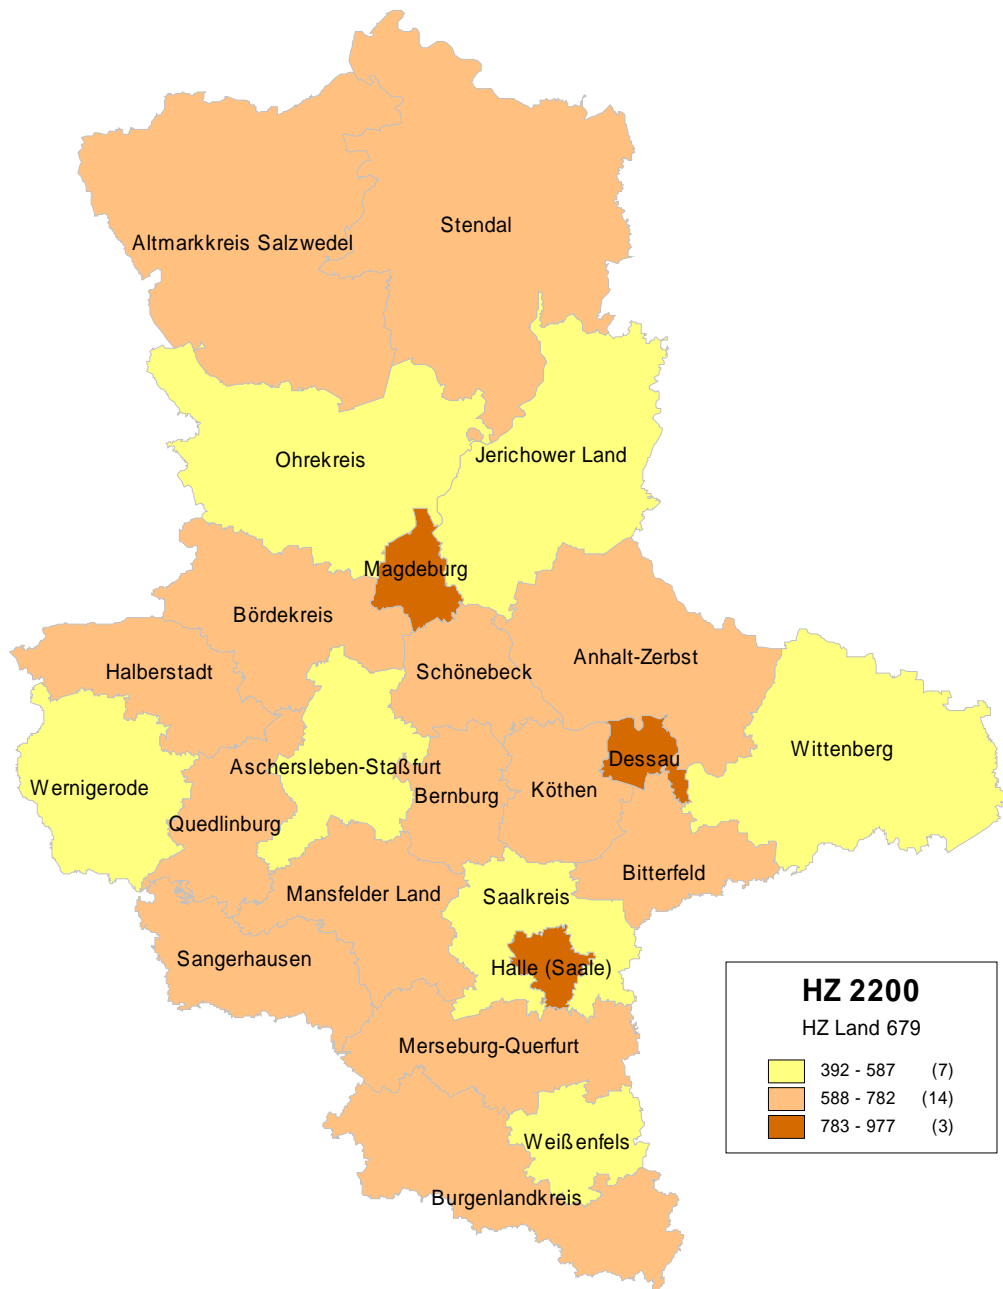 Stendal
Altmarkkreis Salzwedel
Jerichower Land
Ohrekreis
Magdeburg
Bördekreis
Anhalt-Zerbst
Halberstadt
Schönebeck
Wittenberg
Dessau
Aschersleben-Staßfurt
Wernigerode
Köthen
Bernburg
Quedlinburg
Bitterfeld
Mansfelder Land
Saalkreis
Sangerhausen
Halle (Saale)
Merseburg-Querfurt
Weißenfels
Burgenlandkreis
HZ 2200
HZ Land 679
392 - 587 (7)
588 - 782 (14)
783 - 977 (3)